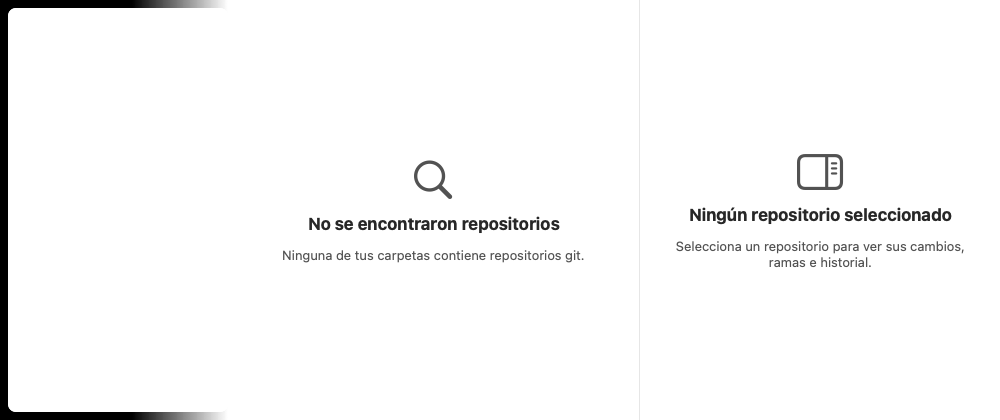 No se encontraron repositorios
Ninguna de tus carpetas contiene repositorios git.
Ningún repositorio seleccionado
Selecciona un repositorio para ver sus cambios,
ramas e historial.